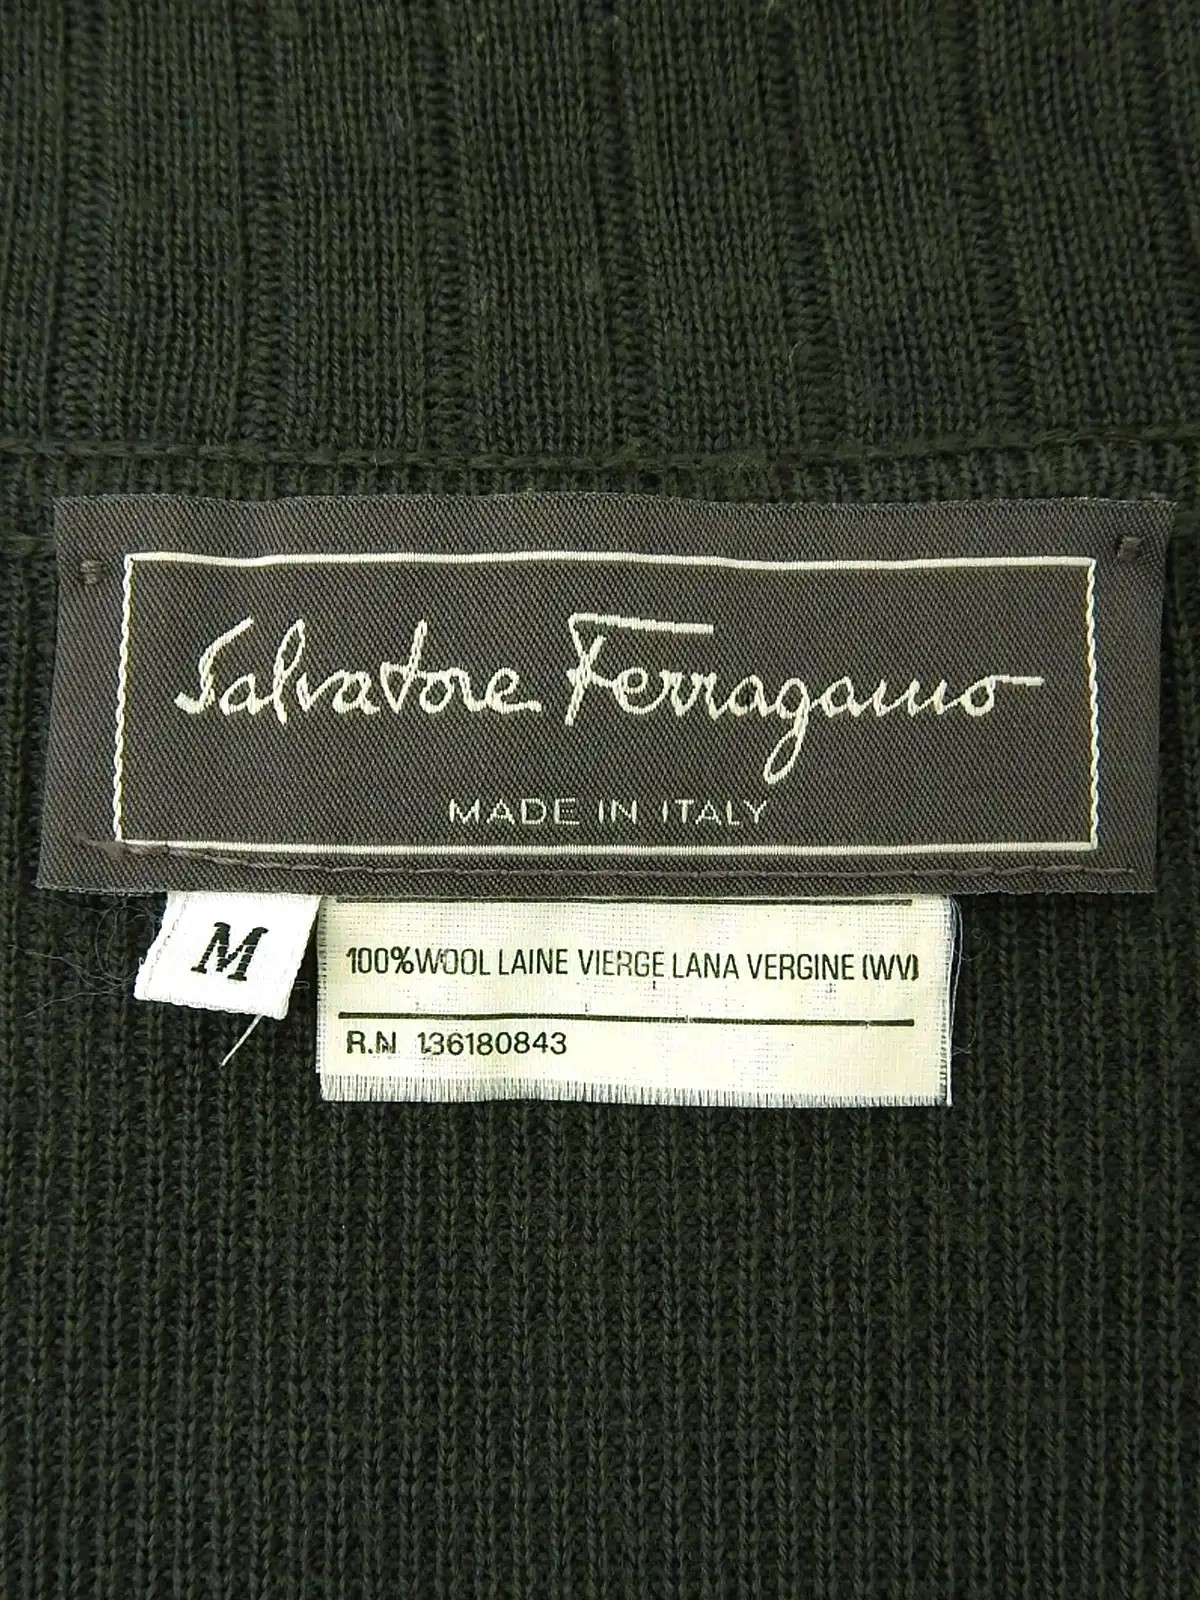 Salvatore Ferragamo
MADE IN ITALY
M
100%WOOL LAINE VIERGE LANA VERGINE (WV)
R.N 136180843